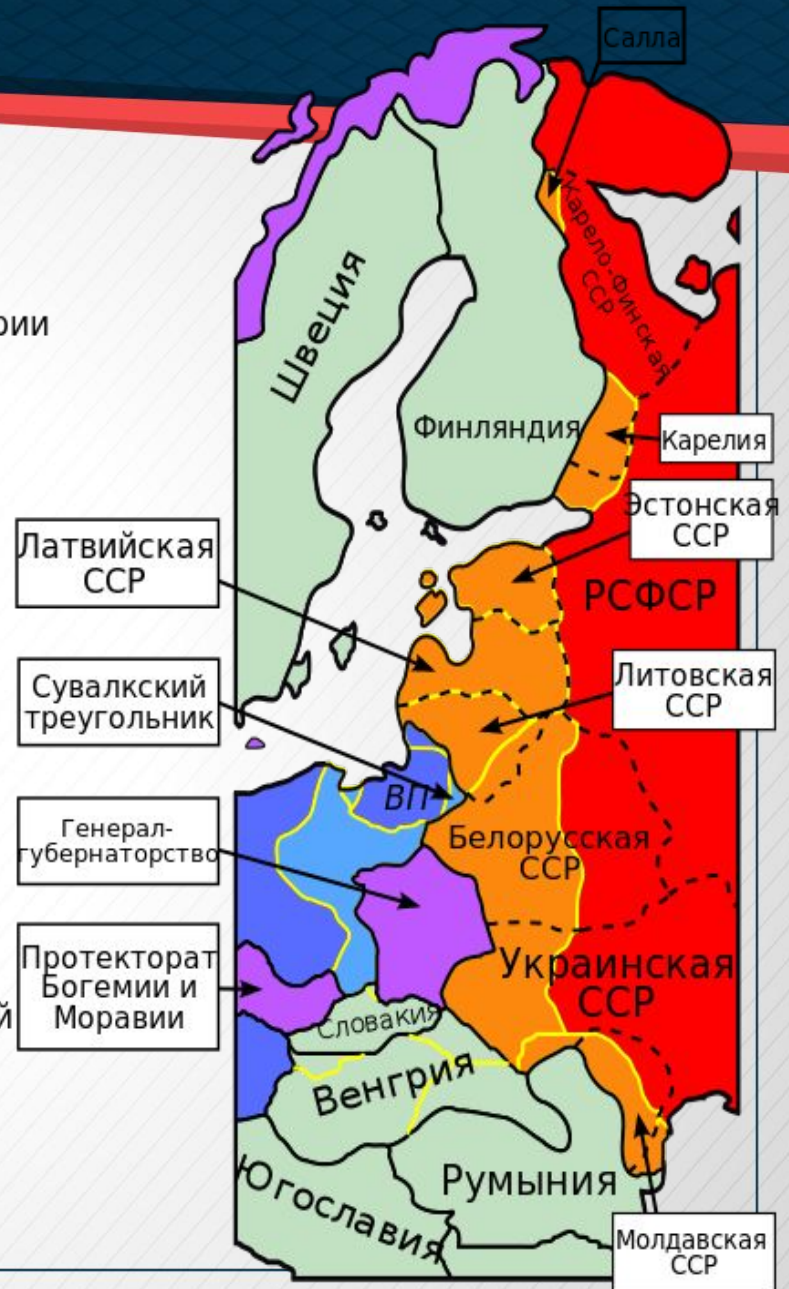 Салла
рии
Швеция
Карело-Финская
ССР
Финляндия
Карелия
Эстонская
ССР
Латвийская
ССР
РСФСР
Сувалкский
треугольник
Литовская
ССР
ВП
Генерал-
губернаторство
Белорусская
ССР
Протекторат
Богемии и
Моравии
й
Украинская
ССР
Словакия
Венгрия
Румыния
Югославия
Молдавская
ССР